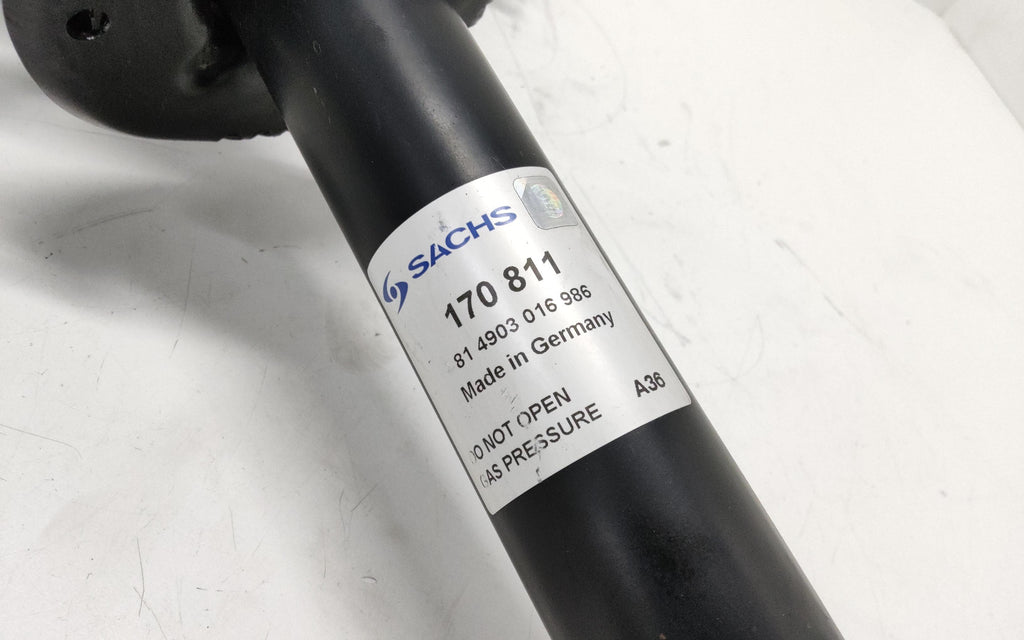 SACHS
170 811
81 4903 016 986
Made in Germany
DO NOT OPEN
GAS PRESSURE
A36